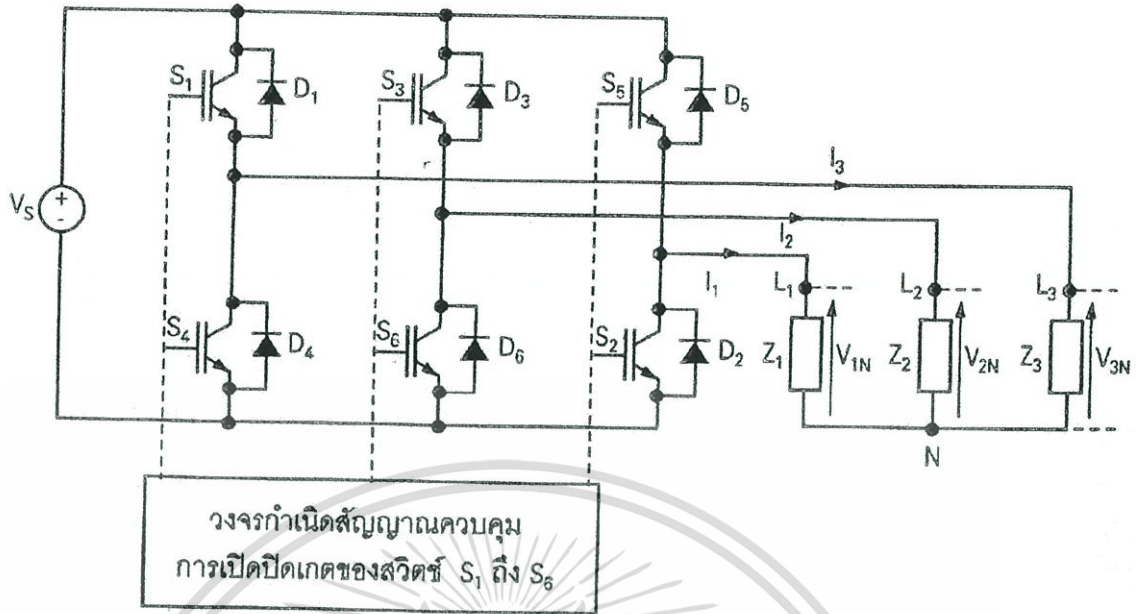 S₁
D₁
S₃
D₃
S₅
D₅
I₃
V_S
+
-
I₂
I₁
L₁
L₂
L₃
S₄
D₄
S₆
D₆
S₂
D₂
Z₁
V₁N
Z₂
V₂N
Z₃
V₃N
N
วงจรกำเนิดสัญญาณควบคุม
การเปิดปิดเกตของสวิตซ์ S₁ ถึง S₆